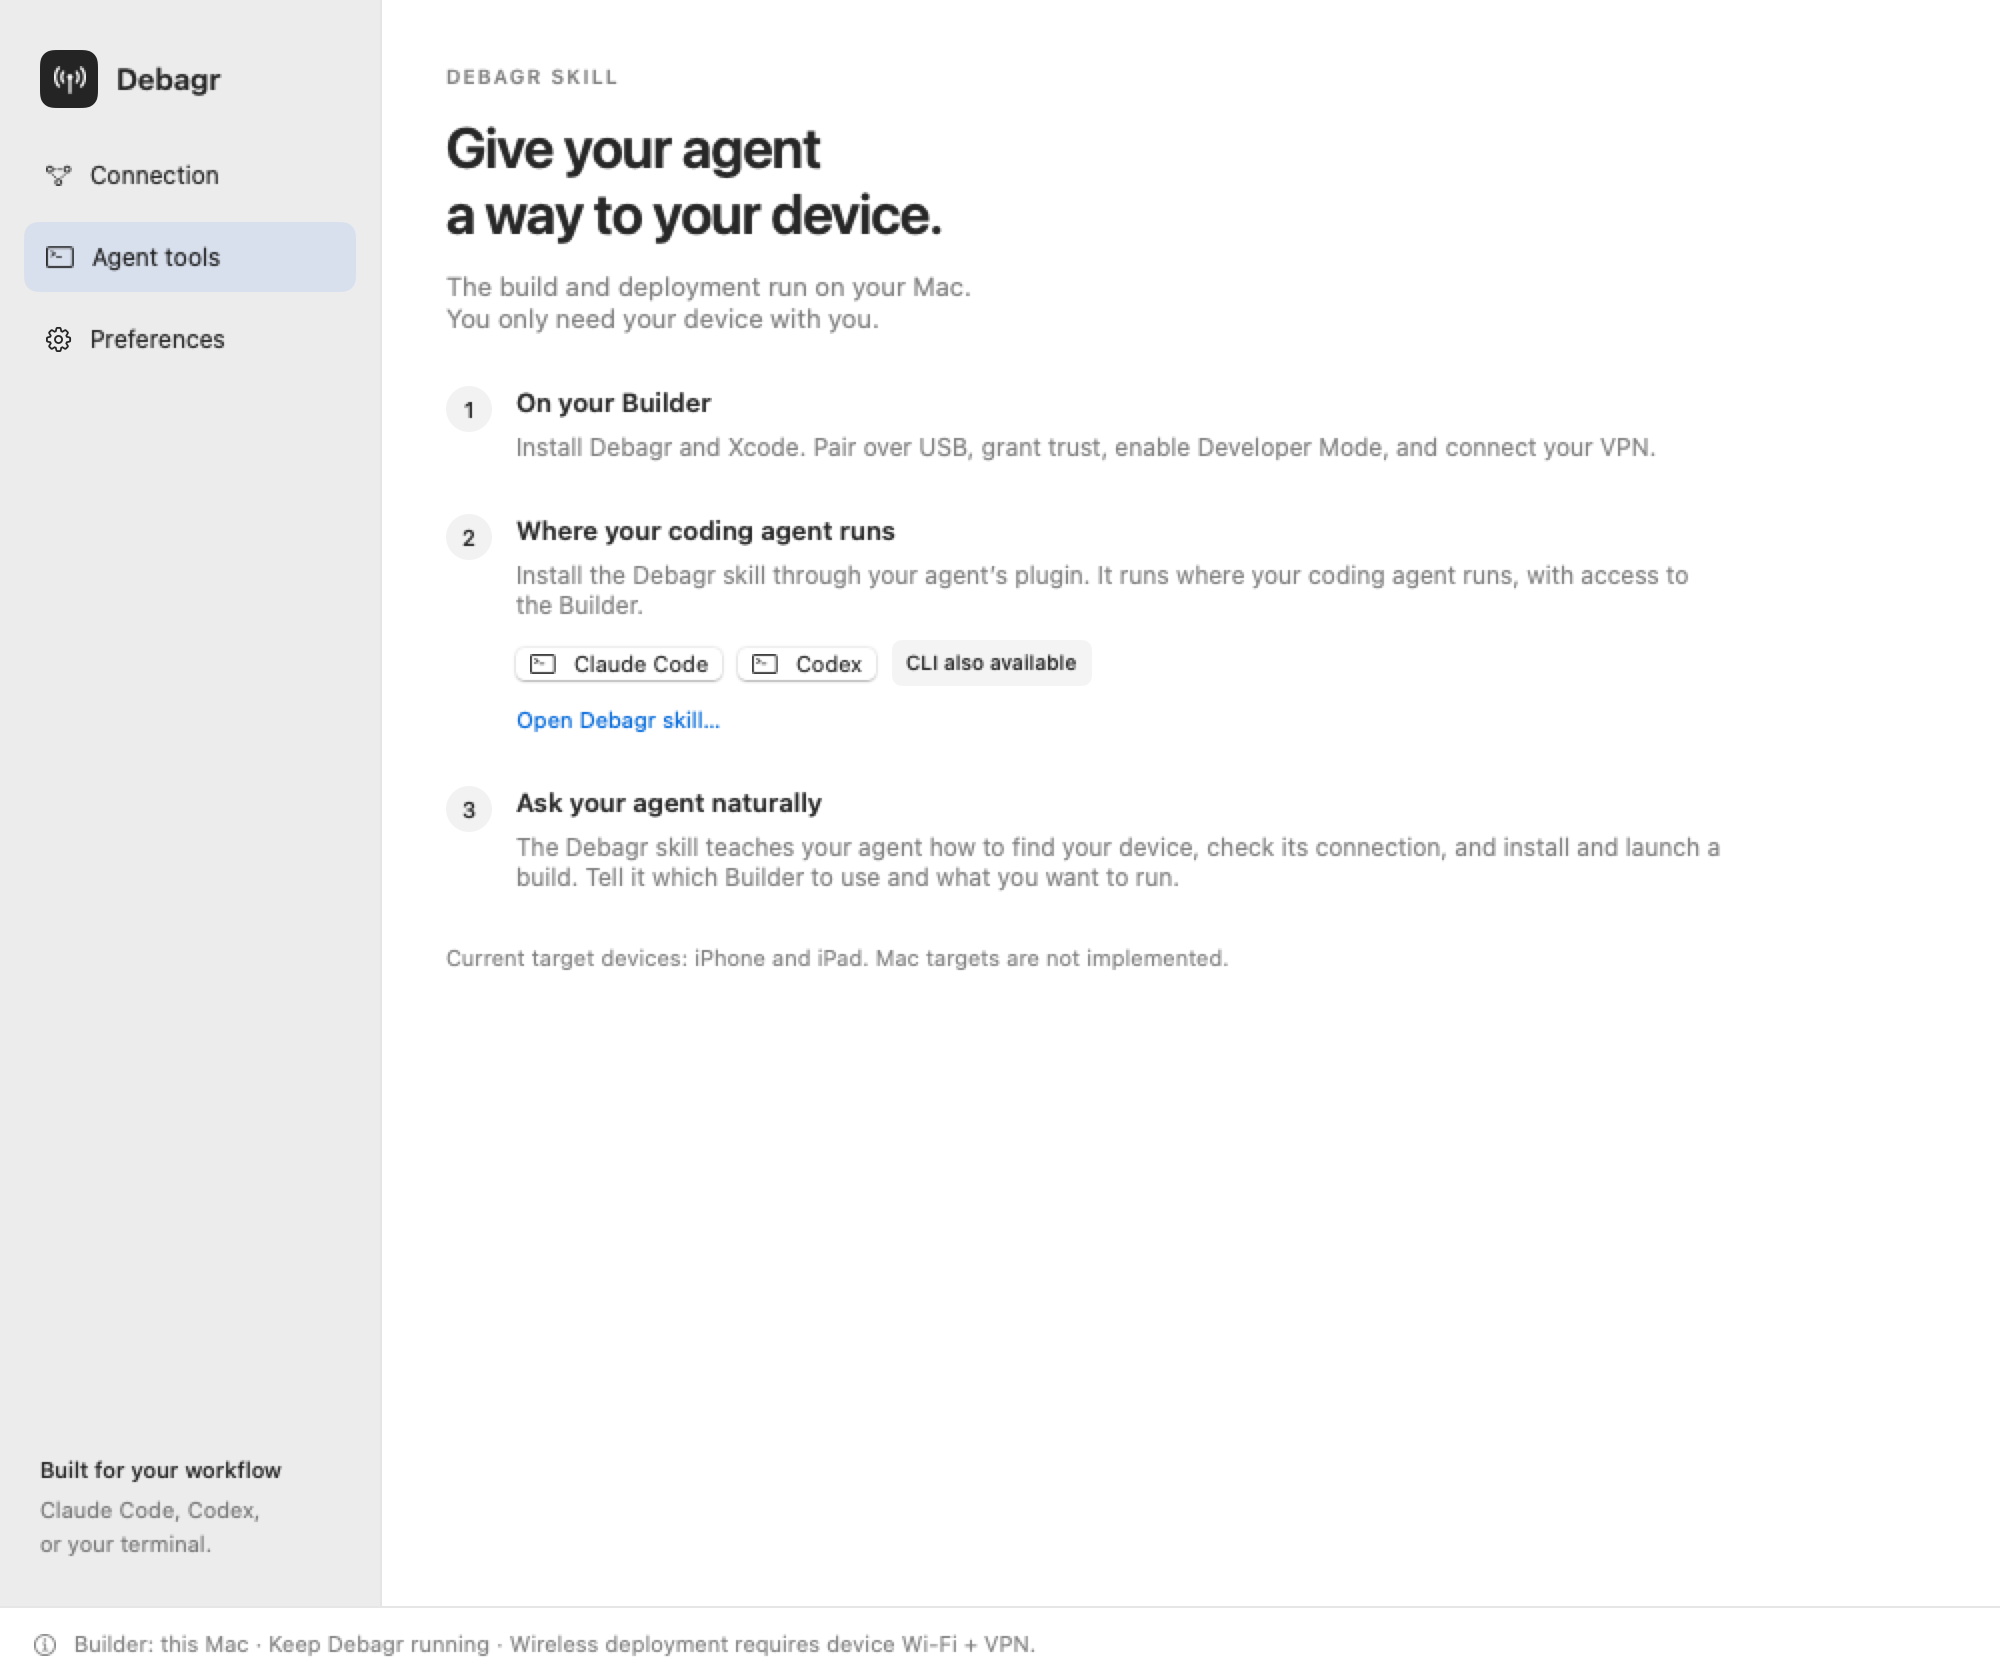 Debagr
Connection
Agent tools
Preferences
Built for your workflow
Claude Code, Codex,
or your terminal.
DEBAGR SKILL
Give your agent
a way to your device.
The build and deployment run on your Mac.
You only need your device with you.
1
On your Builder
Install Debagr and Xcode. Pair over USB, grant trust, enable Developer Mode, and connect your VPN.
2
Where your coding agent runs
Install the Debagr skill through your agent’s plugin. It runs where your coding agent runs, with access to
the Builder.
Claude Code
Codex
CLI also available
Open Debagr skill...
3
Ask your agent naturally
The Debagr skill teaches your agent how to find your device, check its connection, and install and launch a
build. Tell it which Builder to use and what you want to run.
Current target devices: iPhone and iPad. Mac targets are not implemented.
Builder: this Mac · Keep Debagr running · Wireless deployment requires device Wi-Fi + VPN.